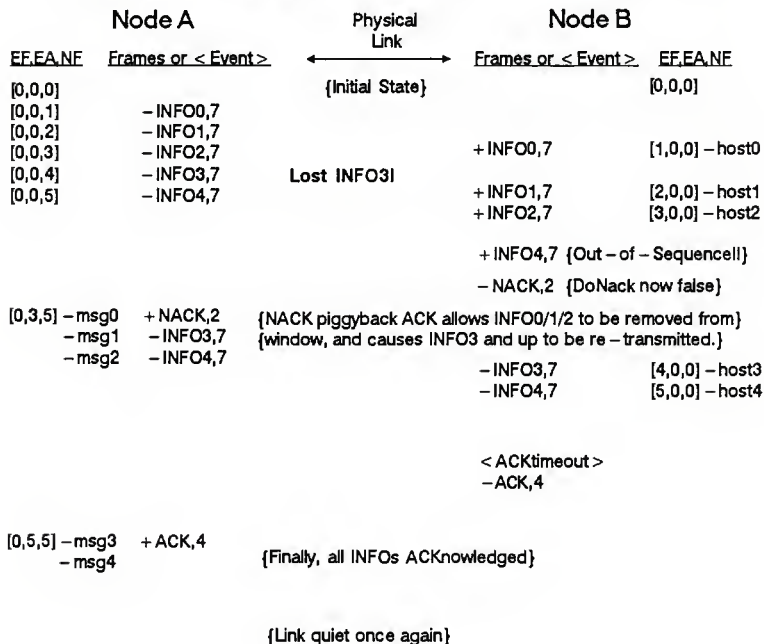 Node A Physical Link Node B
EF,EA,NF Frames or < Event > Frames or < Event > EF,EA,NF
[0,0,0] {Initial State} [0,0,0]
[0,0,1] –INFO0,7
[0,0,2] –INFO1,7
[0,0,3] –INFO2,7 +INFO0,7 [1,0,0] –host0
[0,0,4] –INFO3,7 Lost INFO3!
[0,0,5] –INFO4,7 +INFO1,7 [2,0,0] –host1
+INFO2,7 [3,0,0] –host2
+INFO4,7 {Out–of–Sequence!!}
–NACK,2 {DoNack now false}
[0,3,5] –msg0 +NACK,2 {NACK piggyback ACK allows INFO0/1/2 to be removed from}
–msg1 –INFO3,7 {window, and causes INFO3 and up to be re–transmitted.}
–msg2 –INFO4,7
–INFO3,7 [4,0,0] –host3
–INFO4,7 [5,0,0] –host4
< ACKtimeout >
–ACK,4
[0,5,5] –msg3 +ACK,4
–msg4 {Finally, all INFOs ACKnowledged}
{Link quiet once again}